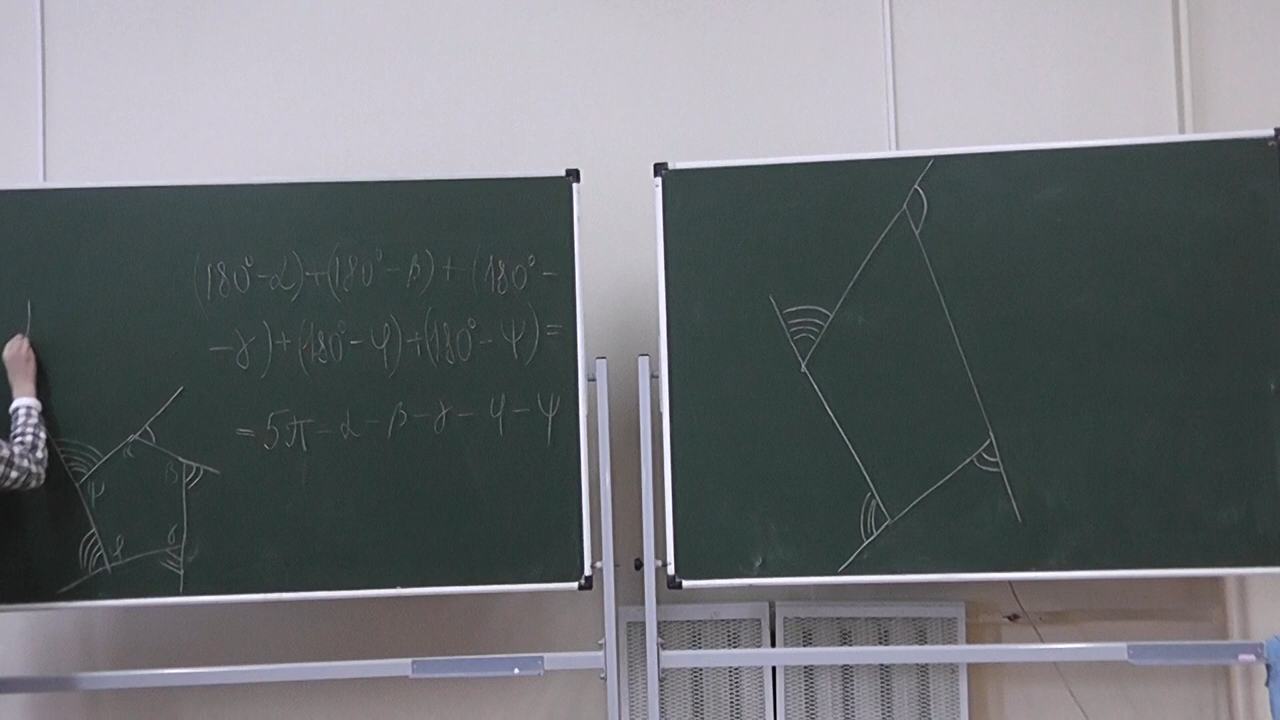 (180°-α)+(180°-β)+(180°-
-γ)+(180°-φ)+(180°-ψ)=
=5π-α-β-γ-φ-ψ
α
β
ψ
γ
φ